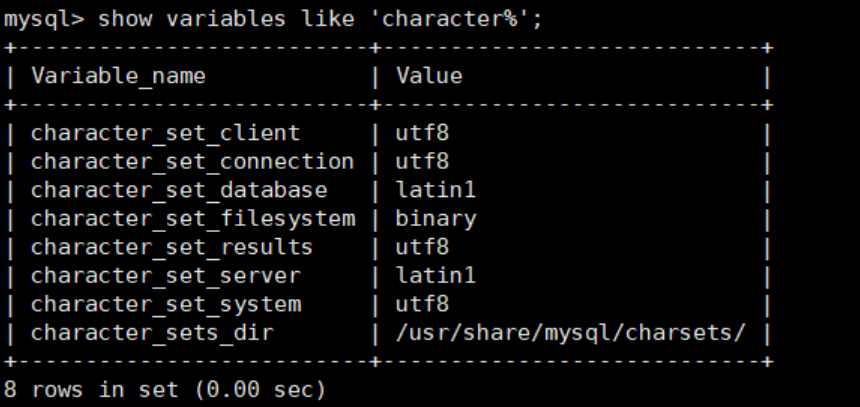 mysql> show variables like 'character%';
+--------------------------+----------------------------+
| Variable_name            | Value                      |
+--------------------------+----------------------------+
| character_set_client     | utf8                       |
| character_set_connection | utf8                       |
| character_set_database   | latin1                     |
| character_set_filesystem | binary                     |
| character_set_results    | utf8                       |
| character_set_server     | latin1                     |
| character_set_system     | utf8                       |
| character_sets_dir       | /usr/share/mysql/charsets/ |
+--------------------------+----------------------------+
8 rows in set (0.00 sec)